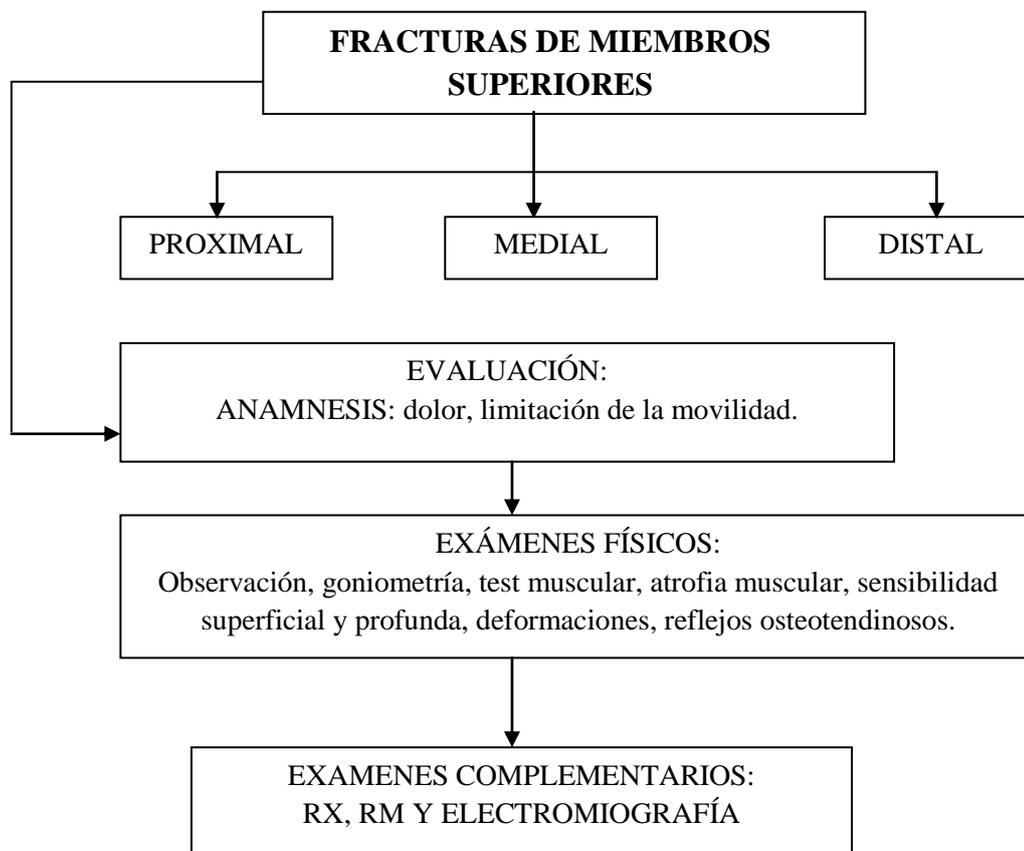 FRACTURAS DE MIEMBROS
SUPERIORES
PROXIMAL
MEDIAL
DISTAL
EVALUACIÓN:
ANAMNESIS: dolor, limitación de la movilidad.
EXÁMENES FÍSICOS:
Observación, goniometría, test muscular, atrofia muscular, sensibilidad
superficial y profunda, deformaciones, reflejos osteotendinosos.
EXAMENES COMPLEMENTARIOS:
RX, RM Y ELECTROMIOGRAFÍA